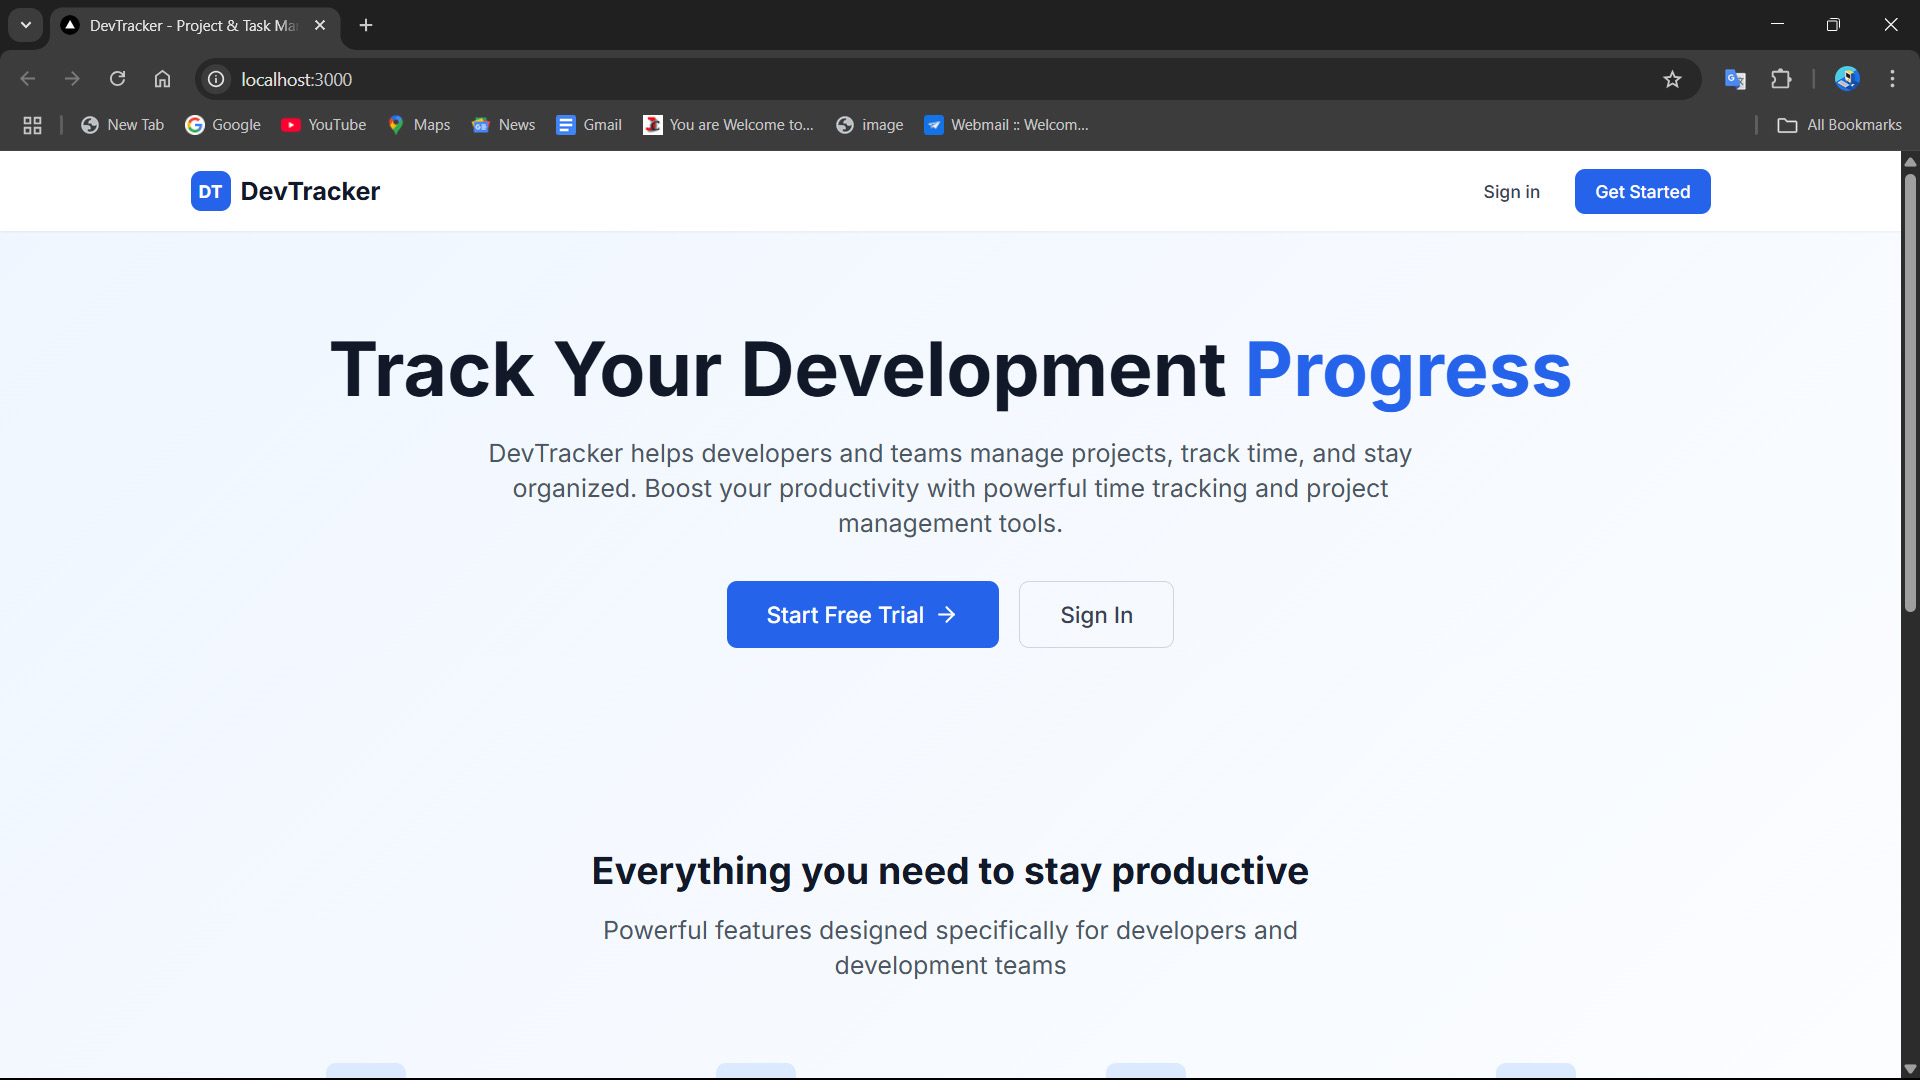 DevTracker - Project & Task Ma
localhost:3000
New Tab
Google
YouTube
Maps
News
Gmail
You are Welcome to...
image
Webmail :: Welcom...
All Bookmarks
DT DevTracker
Sign in
Get Started
Track Your Development Progress
DevTracker helps developers and teams manage projects, track time, and stay
organized. Boost your productivity with powerful time tracking and project
management tools.
Start Free Trial →
Sign In
Everything you need to stay productive
Powerful features designed specifically for developers and
development teams